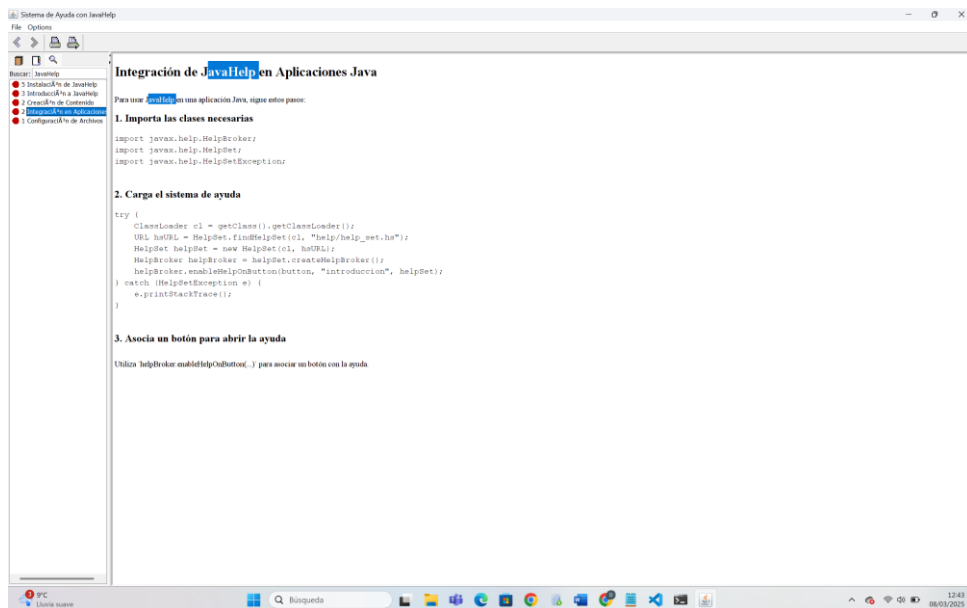 Sistema de Ayuda con JavaHelp
File Options
Buscar: JavaHelp
5 InstalaciÃ³n de JavaHelp
3 IntroducciÃ³n a JavaHelp
2 CreaciÃ³n de Contenido
2 IntegraciÃ³n en Aplicaciones
1 ConfiguraciÃ³n de Archivos
Integración de JavaHelp en Aplicaciones Java
Para usar JavaHelp en una aplicación Java, sigue estos pasos:
1. Importa las clases necesarias
import javax.help.HelpBroker;
import javax.help.HelpSet;
import javax.help.HelpSetException;
2. Carga el sistema de ayuda
try {
ClassLoader cl = getClass().getClassLoader();
URL hsURL = HelpSet.findHelpSet(cl, "help/help_set.hs");
HelpSet helpSet = new HelpSet(cl, hsURL);
HelpBroker helpBroker = helpSet.createHelpBroker();
helpBroker.enableHelpOnButton(button, "introduccion", helpSet);
} catch (HelpSetException e) {
e.printStackTrace();
}
3. Asocia un botón para abrir la ayuda
Utiliza `helpBroker.enableHelpOnButton(...)` para asociar un botón con la ayuda.
9°C
Lluvia suave
Búsqueda
12:43
08/03/2025